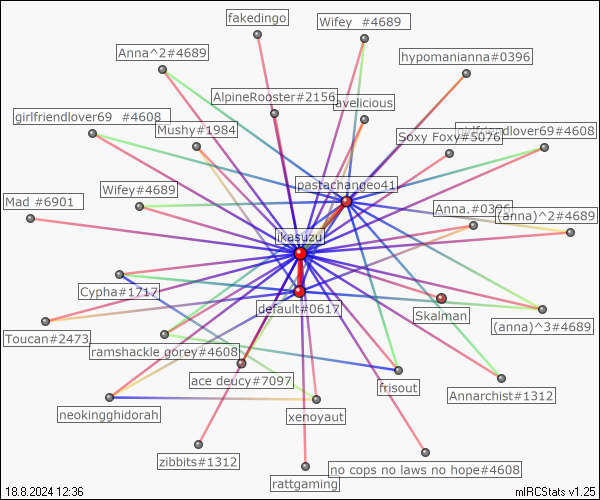 fakedingo
Wifey #4689
Anna^2#4689
hypomanianna#0396
AlpineRooster#2156
avelicious
girlfriendlover69 #4608
Mushy#1984
Soxy Foxy#5076
girlfriendlover69#4608
pastachange041
Wifey#4689
Mad #6901
Anna.#0396
(anna)^2#4689
ikasuzu
Cypha#1717
default#0617
Skalman
(anna)^3#4689
Toucan#2473
ramshackle gorey#4608
ace deucy#7097
frisout
Annarchist#1312
neokingghidorah
xenoyaut
zibbits#1312
rattgaming
no cops no laws no hope#4608
18.8.2024 12:36
mIRCStats v1.25